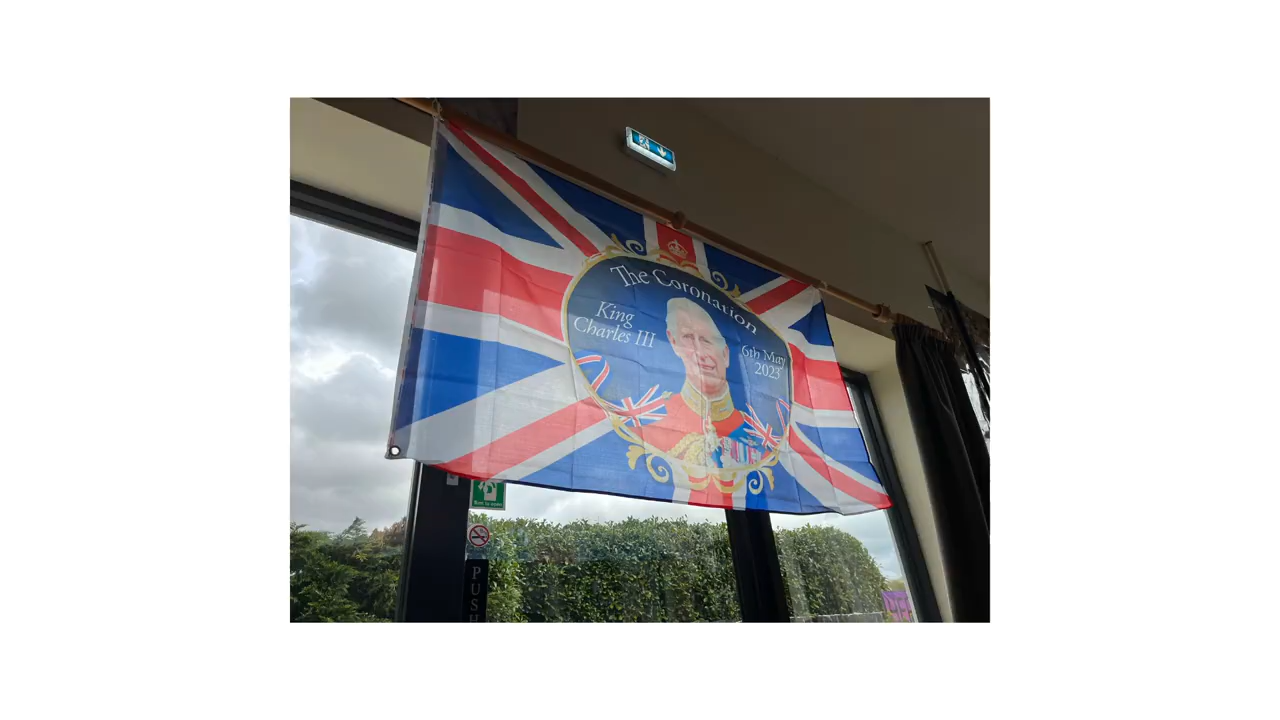 The Coronation
King
Charles III
6th May
2023
PUSH